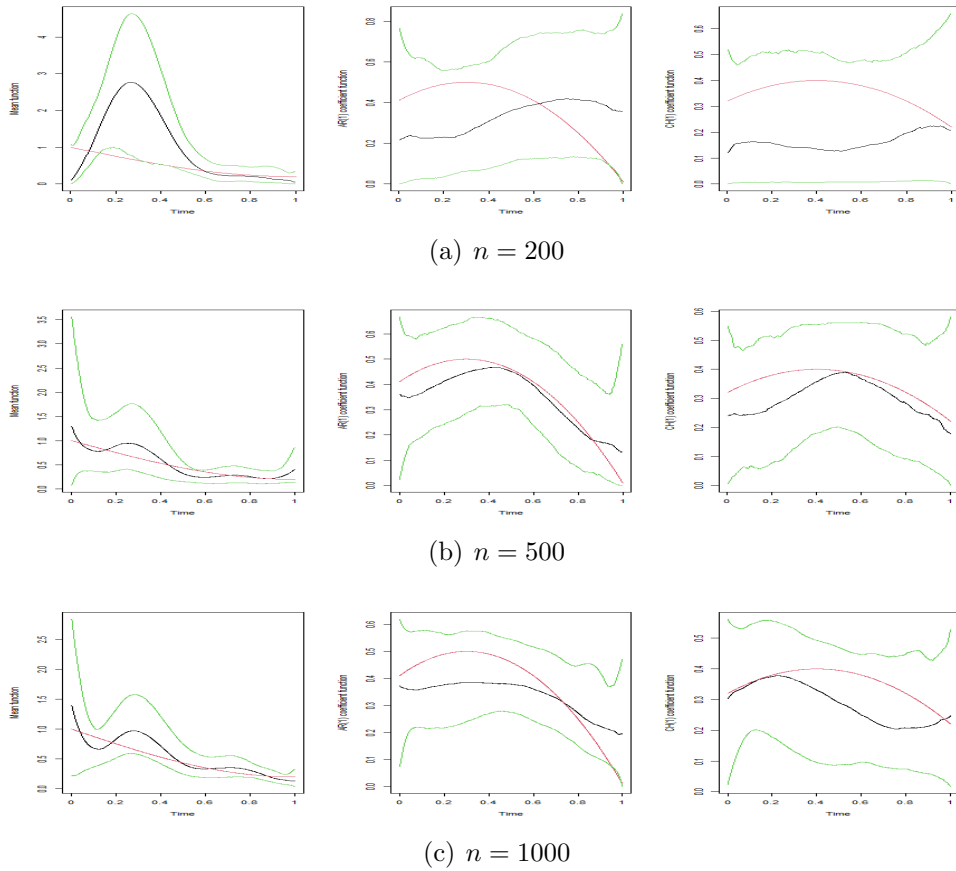 Mean function
0 1 2 3 4
0 0.2 0.4 0.6 0.8 1
Time
AR(1) coefficient function
0.0 0.2 0.4 0.6 0.8
0 0.2 0.4 0.6 0.8 1
Time
CH(1) coefficient function
0.0 0.1 0.2 0.3 0.4 0.5 0.6
0 0.2 0.4 0.6 0.8 1
Time
(a) n = 200
Mean function
0.0 0.5 1.0 1.5 2.0 2.5 3.0 3.5
0 0.2 0.4 0.6 0.8 1
Time
AR(1) coefficient function
0.0 0.1 0.2 0.3 0.4 0.5 0.6
0 0.2 0.4 0.6 0.8 1
Time
CH(1) coefficient function
0.0 0.1 0.2 0.3 0.4 0.5
0 0.2 0.4 0.6 0.8 1
Time
(b) n = 500
Mean function
0.0 0.5 1.0 1.5 2.0 2.5
0 0.2 0.4 0.6 0.8 1
Time
AR(1) coefficient function
0.0 0.1 0.2 0.3 0.4 0.5 0.6
0 0.2 0.4 0.6 0.8 1
Time
CH(1) coefficient function
0.0 0.1 0.2 0.3 0.4 0.5
0 0.2 0.4 0.6 0.8 1
Time
(c) n = 1000